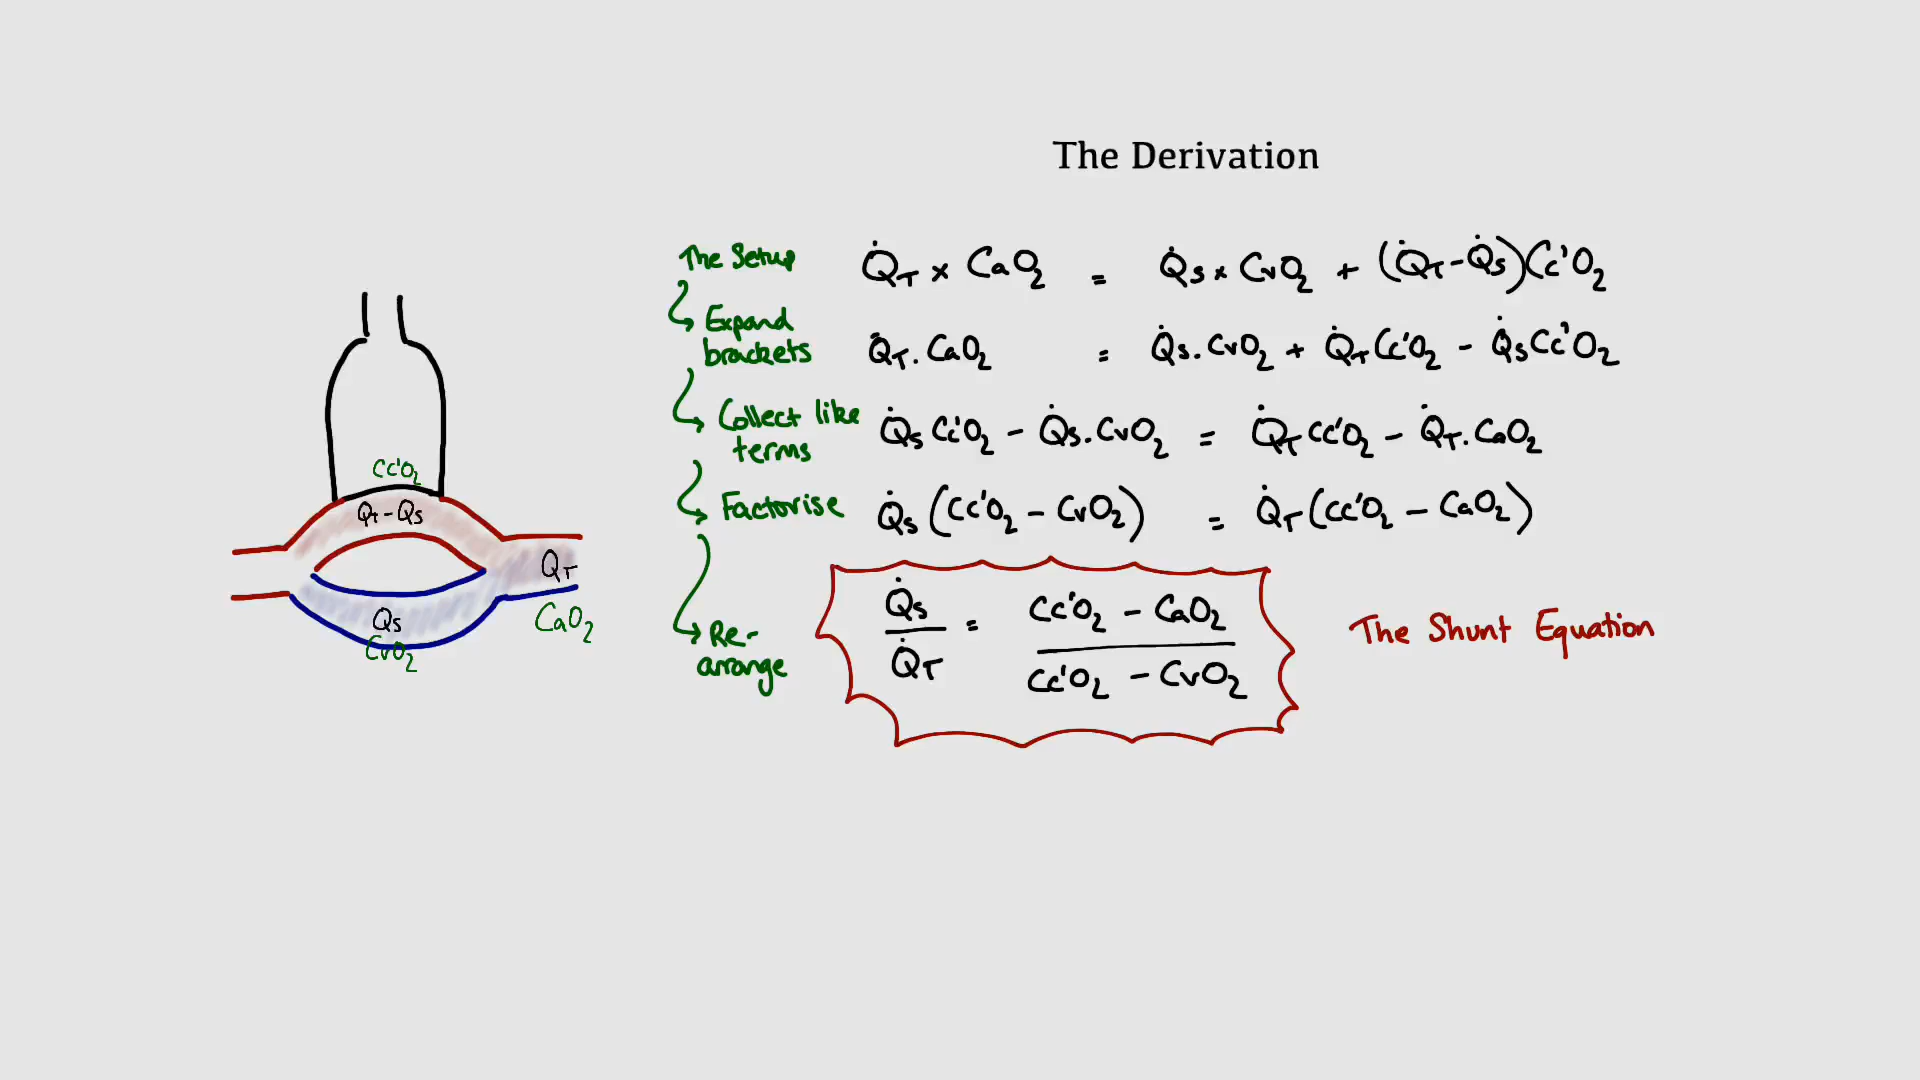 The Derivation
The Setup Q̇T × CaO2 = Q̇s × CvO2 + (Q̇T - Q̇s)Cc'O2
Expand
brackets Q̇T . CaO2 = Q̇s . CvO2 + Q̇T Cc'O2 - Q̇s Cc'O2
Collect like
terms Q̇s Cc'O2 - Q̇s . CvO2 = Q̇T Cc'O2 - Q̇T . CaO2
Factorise Q̇s (Cc'O2 - CvO2) = Q̇T (Cc'O2 - CaO2)
Re-
arrange
Q̇s = Cc'O2 - CaO2
Q̇T Cc'O2 - CvO2
The Shunt Equation
Cc'O2
QT - Qs
QT
Qs
CvO2
CaO2